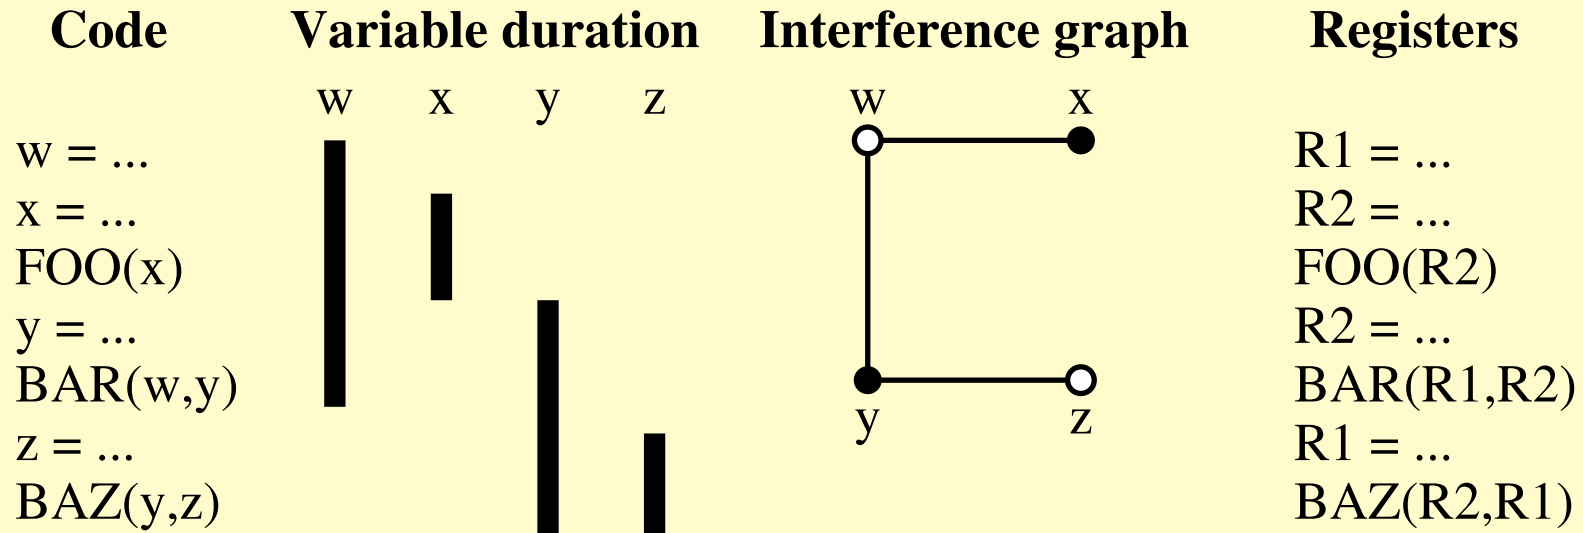 Code Variable duration Interference graph Registers
w x y z w x
w = ... R1 = ...
x = ... R2 = ...
FOO(x) FOO(R2)
y = ... R2 = ...
BAR(w,y) BAR(R1,R2)
y z
z = ... R1 = ...
BAZ(y,z) BAZ(R2,R1)